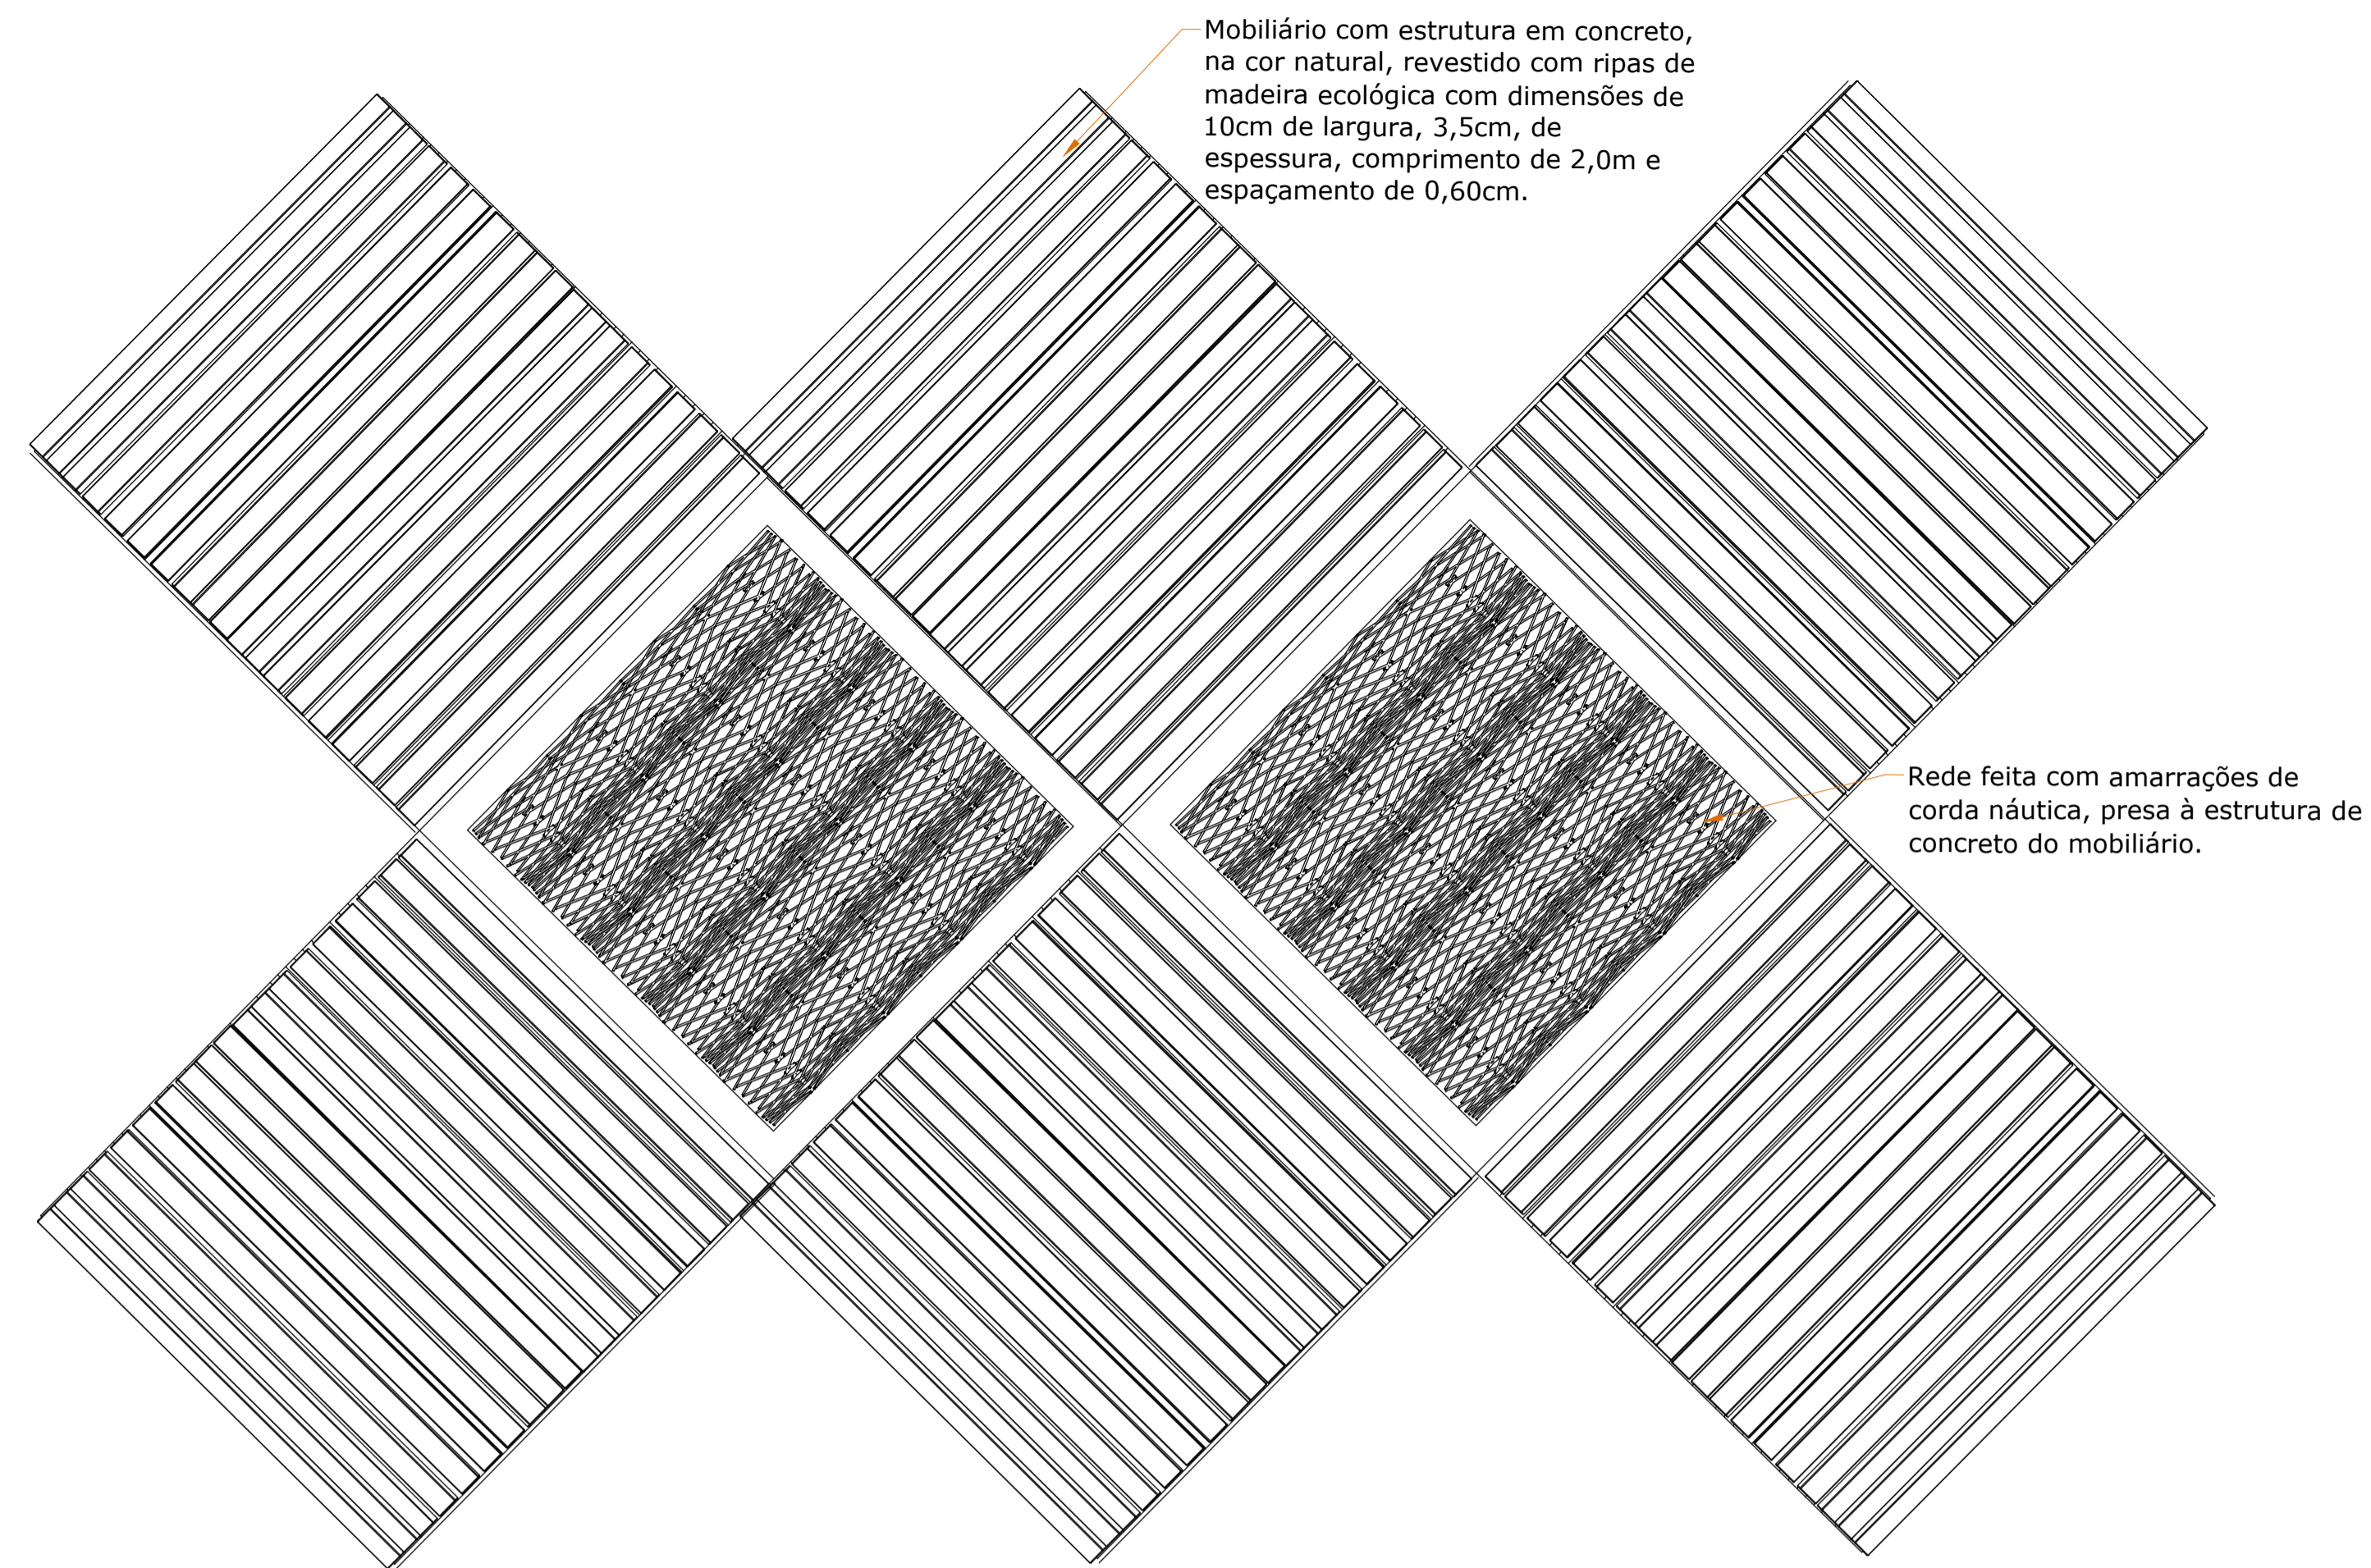 Mobiliário com estrutura em concreto,
na cor natural, revestido com ripas de
madeira ecológica com dimensões de
10cm de largura, 3,5cm, de
espessura, comprimento de 2,0m e
espaçamento de 0,60cm.
Rede feita com amarrações de
corda náutica, presa à estrutura de
concreto do mobiliário.